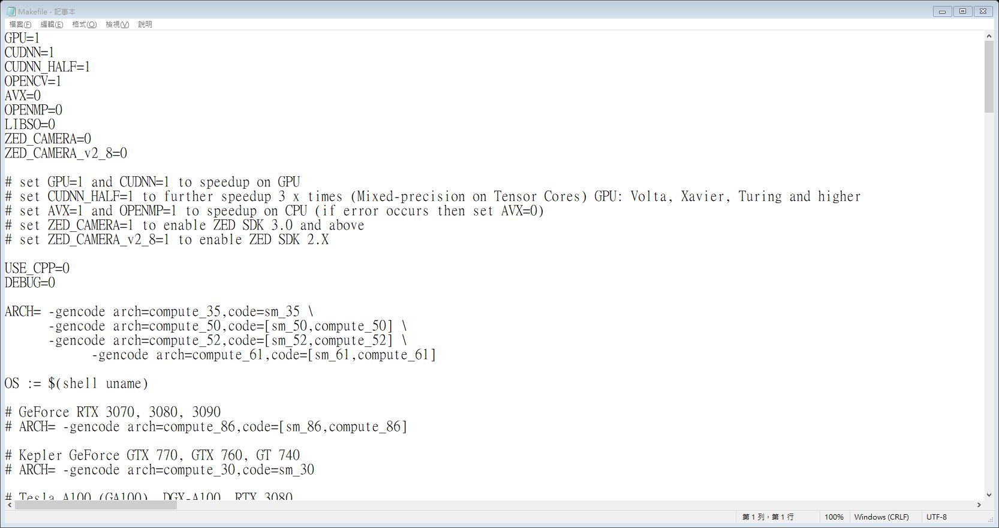 Makefile - 記事本
檔案(F) 編輯(E) 格式(O) 檢視(V) 說明
GPU=1
CUDNN=1
CUDNN_HALF=1
OPENCV=1
AVX=0
OPENMP=0
LIBSO=0
ZED_CAMERA=0
ZED_CAMERA_v2_8=0
# set GPU=1 and CUDNN=1 to speedup on GPU
# set CUDNN_HALF=1 to further speedup 3 x times (Mixed-precision on Tensor Cores) GPU: Volta, Xavier, Turing and higher
# set AVX=1 and OPENMP=1 to speedup on CPU (if error occurs then set AVX=0)
# set ZED_CAMERA=1 to enable ZED SDK 3.0 and above
# set ZED_CAMERA_v2_8=1 to enable ZED SDK 2.X
USE_CPP=0
DEBUG=0
ARCH= -gencode arch=compute_35,code=sm_35 \
-gencode arch=compute_50,code=[sm_50,compute_50] \
-gencode arch=compute_52,code=[sm_52,compute_52] \
-gencode arch=compute_61,code=[sm_61,compute_61]
OS := $(shell uname)
# GeForce RTX 3070, 3080, 3090
# ARCH= -gencode arch=compute_86,code=[sm_86,compute_86]
# Kepler GeForce GTX 770, GTX 760, GT 740
# ARCH= -gencode arch=compute_30,code=sm_30
# Tesla A100 (GA100), DGX-A100, RTX 3080
第 1 列，第 1 行 100% Windows (CRLF) UTF-8